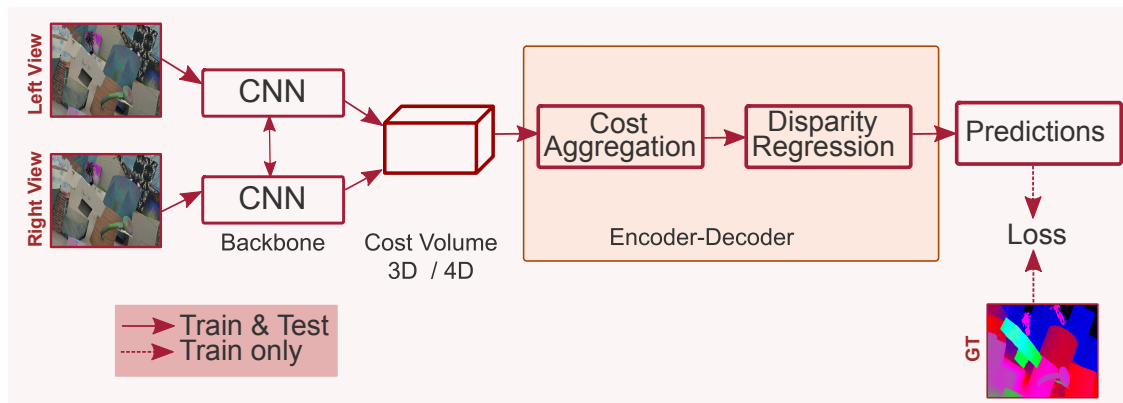 Left View
CNN
Right View
CNN
Backbone
Cost Volume
3D / 4D
Cost
Aggregation
Disparity
Regression
Encoder-Decoder
Predictions
Loss
GT
Train & Test
Train only